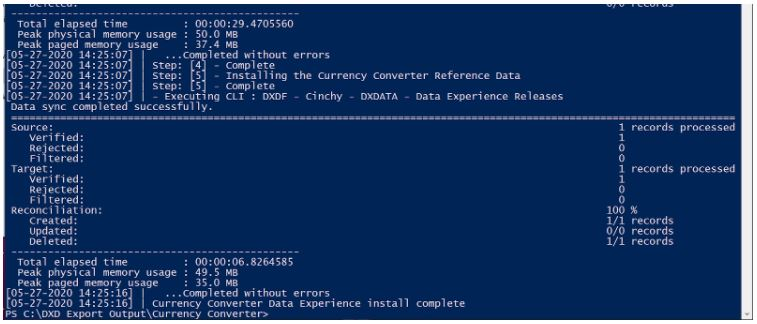 Deleted: 0/0 records
--------------------------------------------------
Total elapsed time : 00:00:29.4705560
Peak physical memory usage : 50.0 MB
Peak paged memory usage : 37.4 MB
[05-27-2020 14:25:07] | ...Completed without errors
[05-27-2020 14:25:07] | Step: [4] - Complete
[05-27-2020 14:25:07] | Step: [5] - Installing the Currency Converter Reference Data
[05-27-2020 14:25:07] | Step: [5] - Complete
[05-27-2020 14:25:07] | - Executing CLI : DXDF - Cinchy - DXDATA - Data Experience Releases
Data sync completed successfully.
==================================================
Source: 1 records processed
Verified: 1
Rejected: 0
Filtered: 0
Target: 1 records processed
Verified: 1
Rejected: 0
Filtered: 0
Reconciliation: 100 %
Created: 1/1 records
Updated: 0/0 records
Deleted: 1/1 records
--------------------------------------------------
Total elapsed time : 00:00:06.8264585
Peak physical memory usage : 49.5 MB
Peak paged memory usage : 35.0 MB
[05-27-2020 14:25:16] | ...Completed without errors
[05-27-2020 14:25:16] | Currency Converter Data Experience install complete
PS C:\DXD Export Output\Currency Converter>